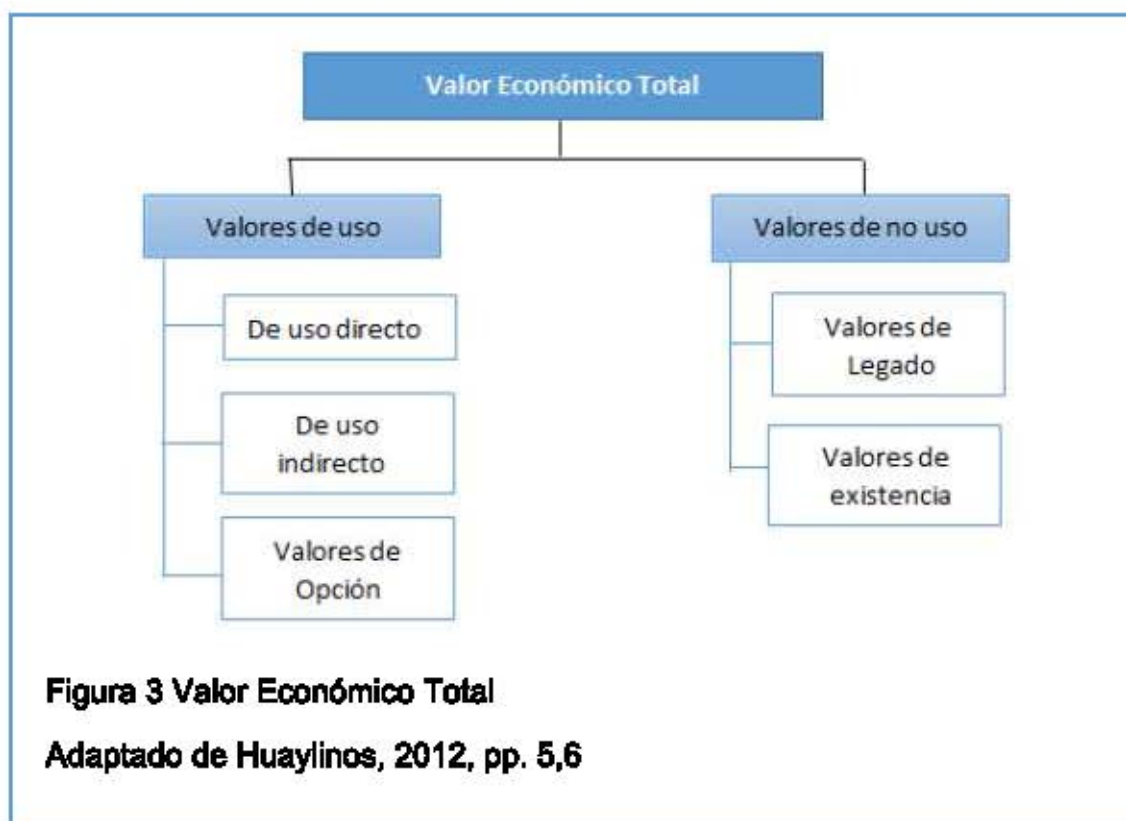 Valor Económico Total
Valores de uso
De uso directo
De uso
indirecto
Valores de
Opción
Valores de no uso
Valores de
Legado
Valores de
existencia
Figura 3 Valor Económico Total
Adaptado de Huaylinos, 2012, pp. 5,6